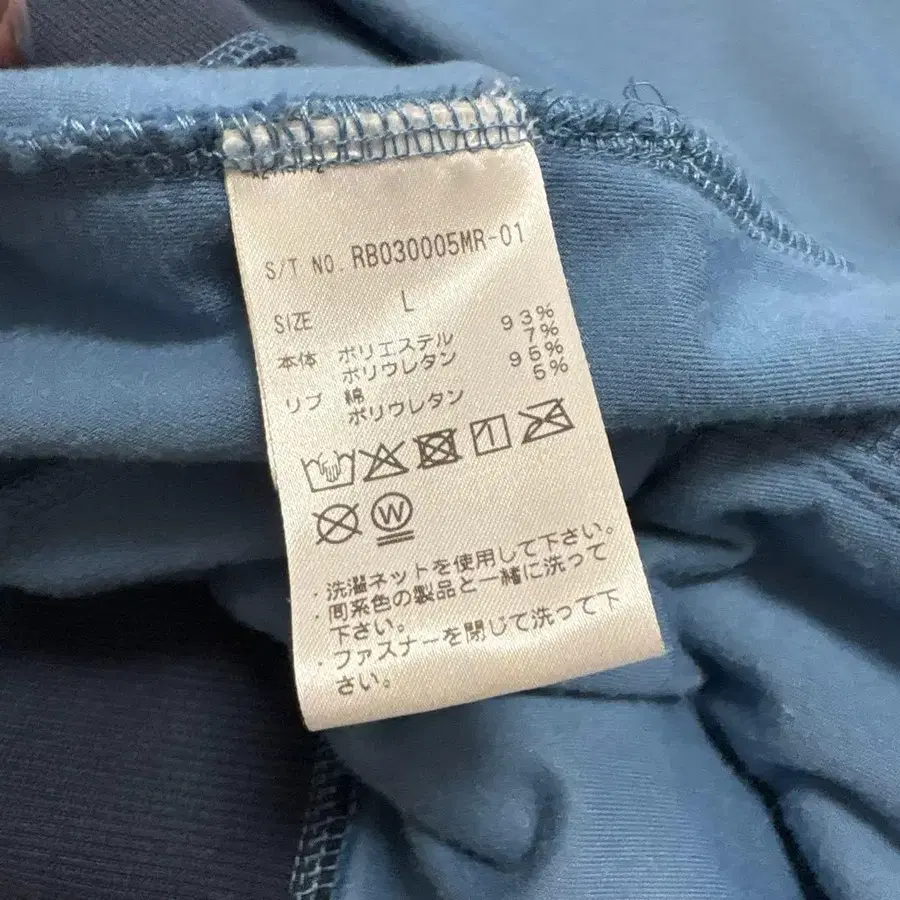 S/T NO. RB030005MR-01
SIZE L
本体 ポリエステル 93%
ポリウレタン 7%
リブ 綿 95%
ポリウレタン 5%
W
・洗濯ネットを使用して下さい。
・同系色の製品と一緒に洗って
下さい。
・ファスナーを閉じて洗って下
さい。